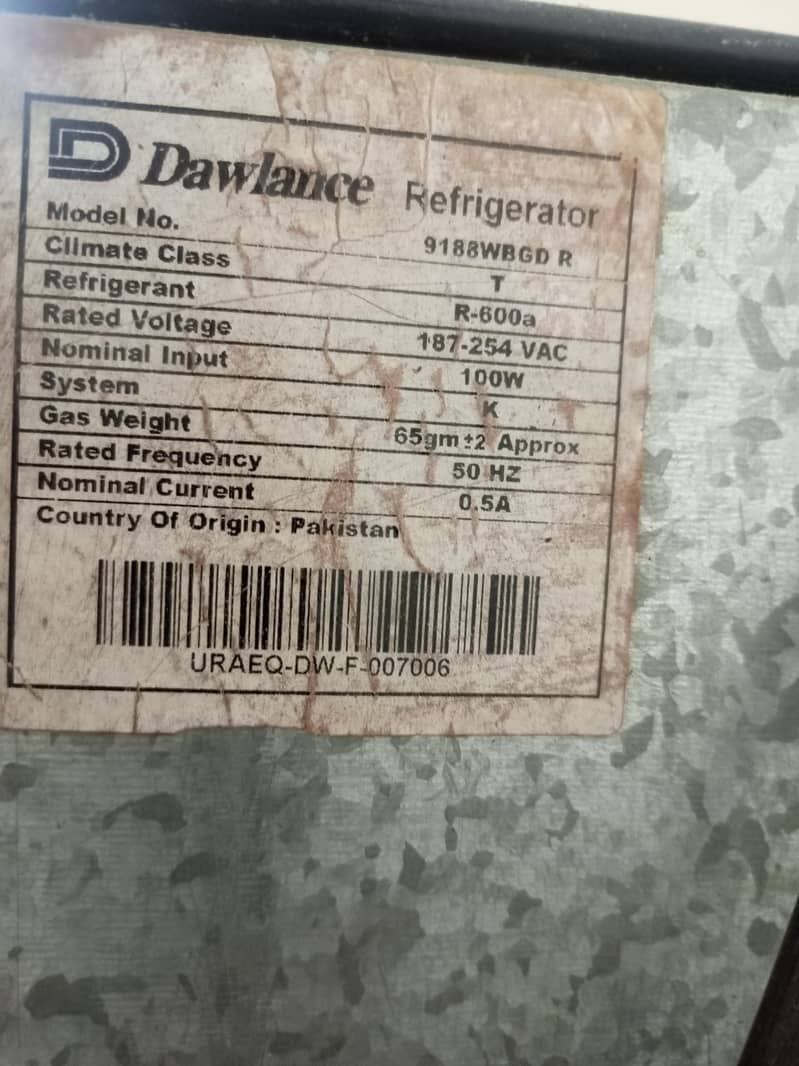 Dawlance Refrigerator
Model No. 9188WBGD R
Climate Class T
Refrigerant R-600a
Rated Voltage 187-254 VAC
Nominal Input 100W
System K
Gas Weight 65gm ±2 Approx
Rated Frequency 50 HZ
Nominal Current 0.5A
Country Of Origin : Pakistan
URAEQ-DW-F-007006